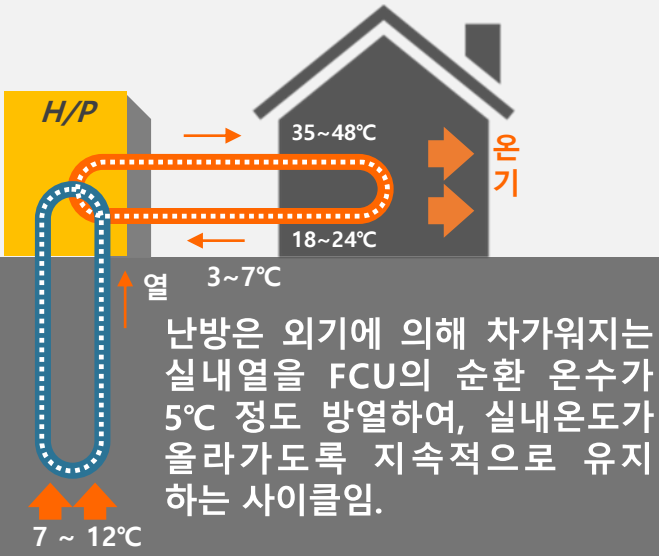 H/P
35~48℃
온
기
18~24℃
열
3~7℃
난방은 외기에 의해 차가워지는
실내열을 FCU의 순환 온수가
5℃ 정도 방열하여, 실내온도가
올라가도록 지속적으로 유지
하는 사이클임.
7 ~ 12℃